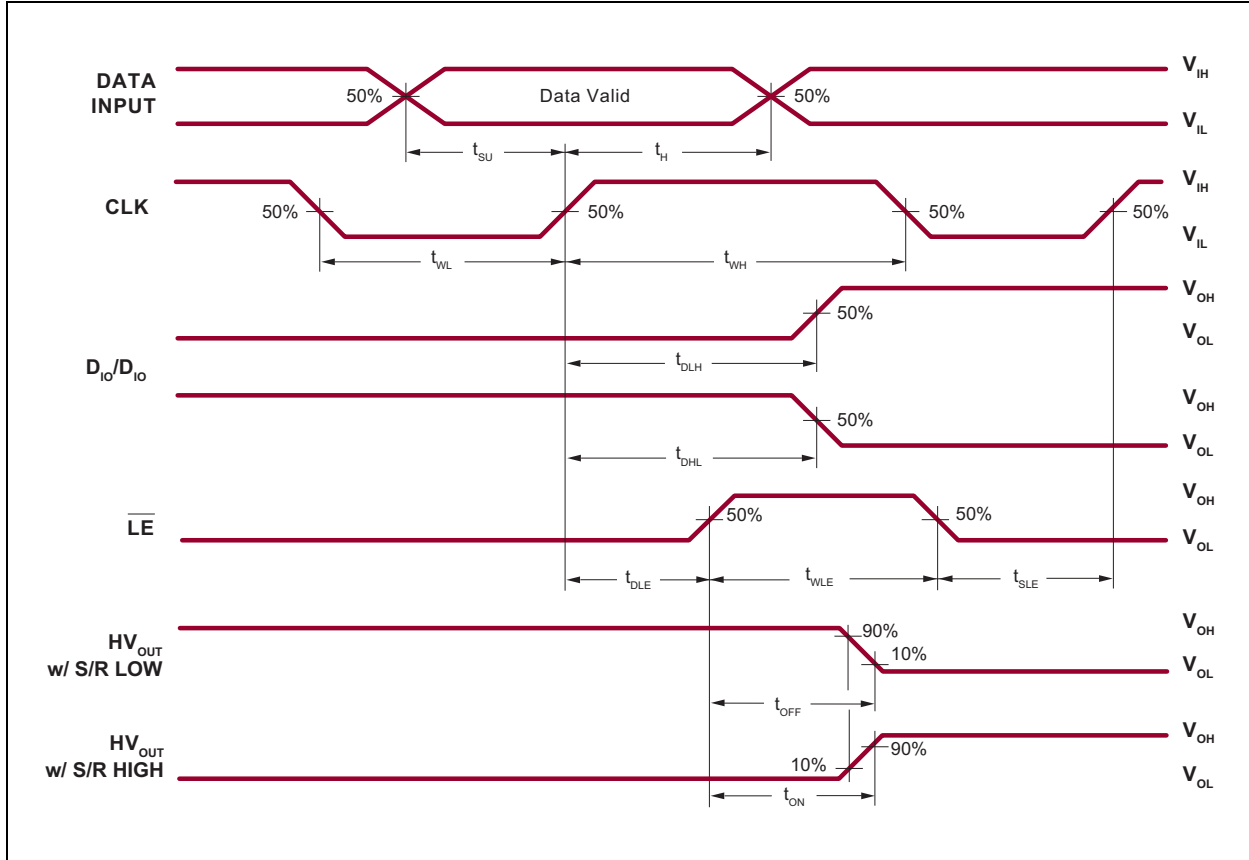 DATA
INPUT
50%
Data Valid
50%
V_IH
V_IL
t_SU
t_H
CLK
50%
50%
50%
50%
V_IH
V_IL
t_WL
t_WH
D_IO/D_IO
50%
V_OH
V_OL
t_DLH
50%
V_OH
V_OL
t_DHL
L̅E̅
50%
50%
V_OH
V_OL
t_DLE
t_WLE
t_SLE
HV_OUT
w/ S/R LOW
90%
10%
V_OH
V_OL
t_OFF
HV_OUT
w/ S/R HIGH
10%
90%
V_OH
V_OL
t_ON